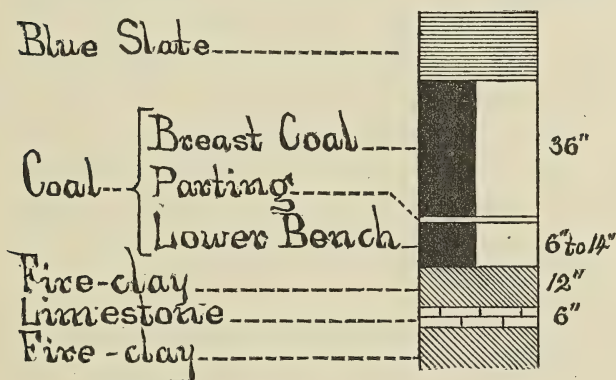 Blue Slate
Breast Coal 36"
Coal Parting
Lower Bench 6" to 14"
Fire-clay 12"
Limestone 6"
Fire-clay